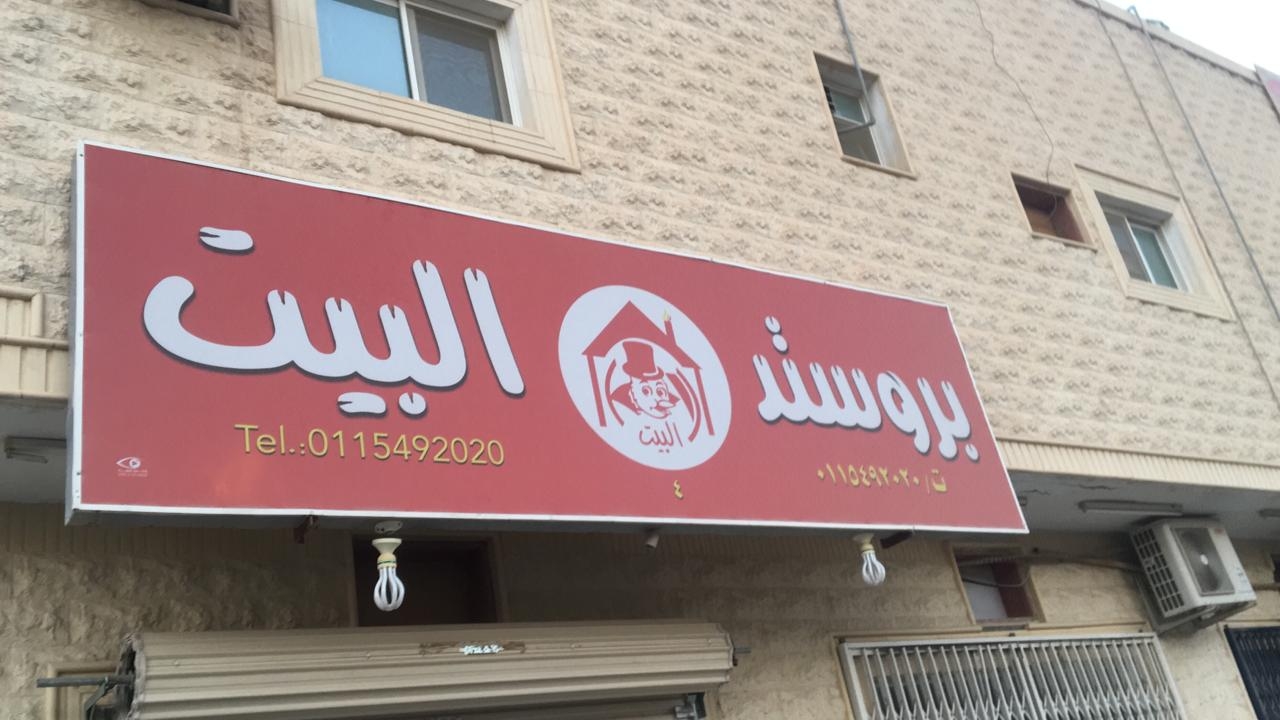 بروستد البيت
البيت
ت/ ٠١١٥٤٩٢٠٢٠
Tel.:0115492020
٤